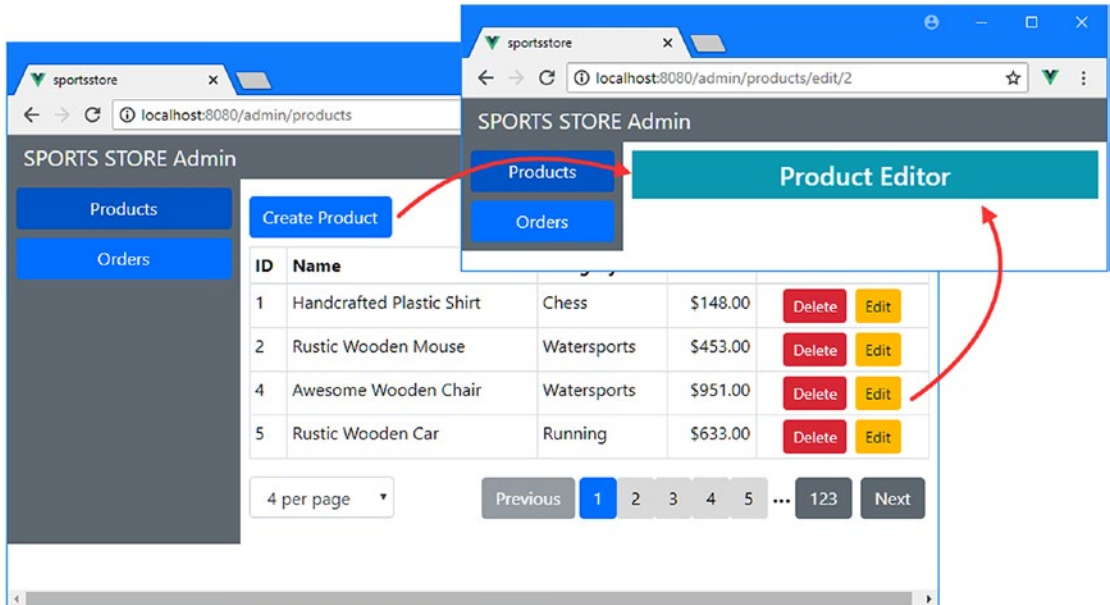 sportsstore
localhost:8080/admin/products/edit/2
SPORTS STORE Admin
Products
Product Editor
Orders
sportsstore
localhost:8080/admin/products
SPORTS STORE Admin
Products
Orders
Create Product
ID Name
1 Handcrafted Plastic Shirt Chess $148.00 Delete Edit
2 Rustic Wooden Mouse Watersports $453.00 Delete Edit
4 Awesome Wooden Chair Watersports $951.00 Delete Edit
5 Rustic Wooden Car Running $633.00 Delete Edit
4 per page Previous 1 2 3 4 5 ••• 123 Next